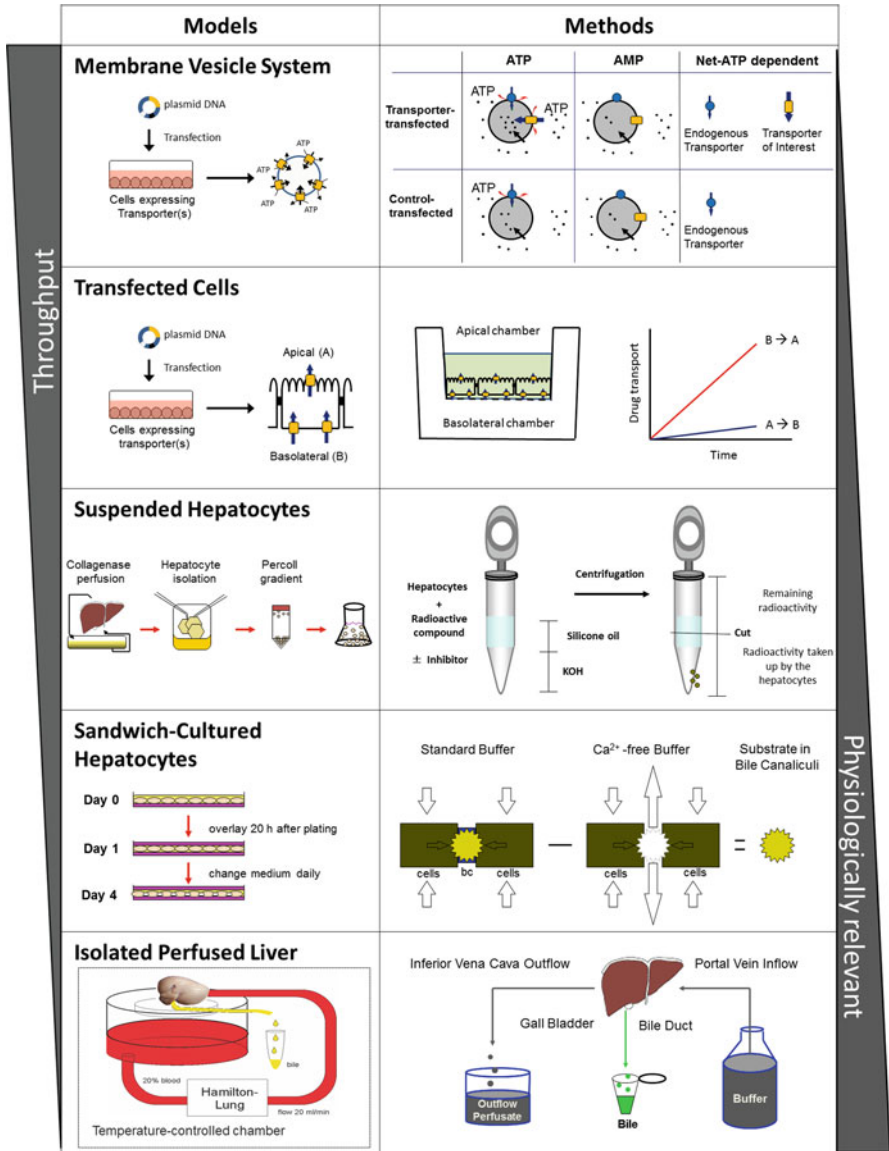 Models
Methods
Throughput
Physiologically relevant
Membrane Vesicle System
plasmid DNA
Transfection
Cells expressing
Transporter(s)
ATP
ATP
ATP
ATP
ATP
ATP
AMP
Net-ATP dependent
Transporter-
transfected
ATP
ATP
Endogenous
Transporter
Transporter
of Interest
Control-
transfected
ATP
Endogenous
Transporter
Transfected Cells
plasmid DNA
Transfection
Cells expressing
transporter(s)
Apical (A)
Basolateral (B)
Apical chamber
Basolateral chamber
Drug transport
B → A
A → B
Time
Suspended Hepatocytes
Collagenase
perfusion
Hepatocyte
isolation
Percoll
gradient
Hepatocytes
+
Radioactive
compound
± Inhibitor
Centrifugation
Silicone oil
KOH
Remaining
radioactivity
Cut
Radioactivity taken
up by the
hepatocytes
Sandwich-Cultured
Hepatocytes
Day 0
overlay 20 h after plating
Day 1
change medium daily
Day 4
Standard Buffer
Ca²⁺-free Buffer
Substrate in
Bile Canaliculi
cells
bc
cells
cells
cells
Isolated Perfused Liver
bile
20% blood
Hamilton-
Lung
flow 20 ml/min
Temperature-controlled chamber
Inferior Vena Cava Outflow
Portal Vein Inflow
Gall Bladder
Bile Duct
Outflow
Perfusate
Bile
Buffer